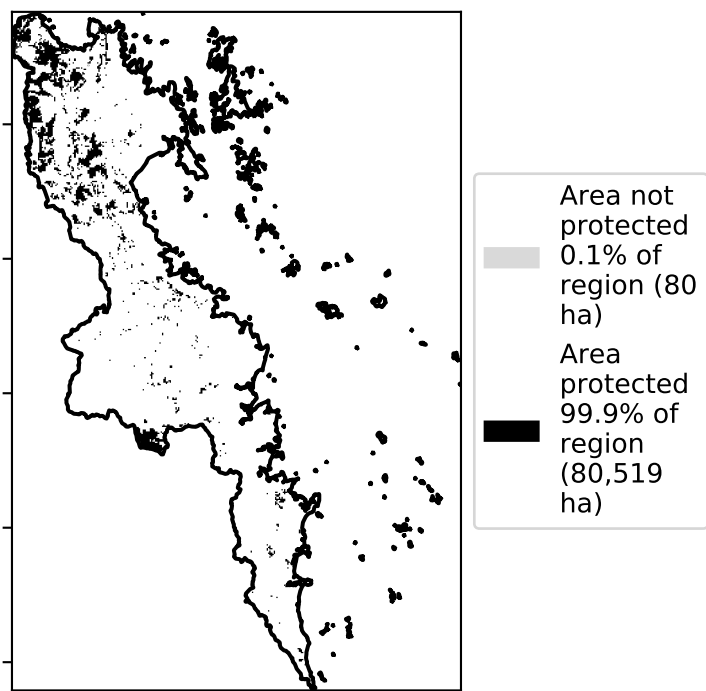 Area not
protected
0.1% of
region (80
ha)
Area
protected
99.9% of
region
(80,519
ha)